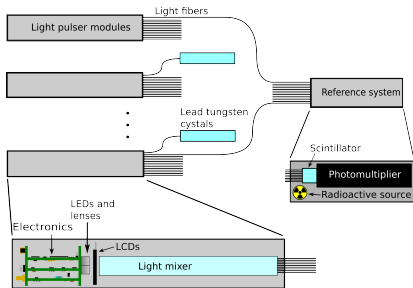 Light fibers
Light pulser modules
Reference system
Lead tungsten
cystals
Scintillator
Photomultiplier
Radioactive source
LEDs and
lenses
Electronics
LCDs
Light mixer